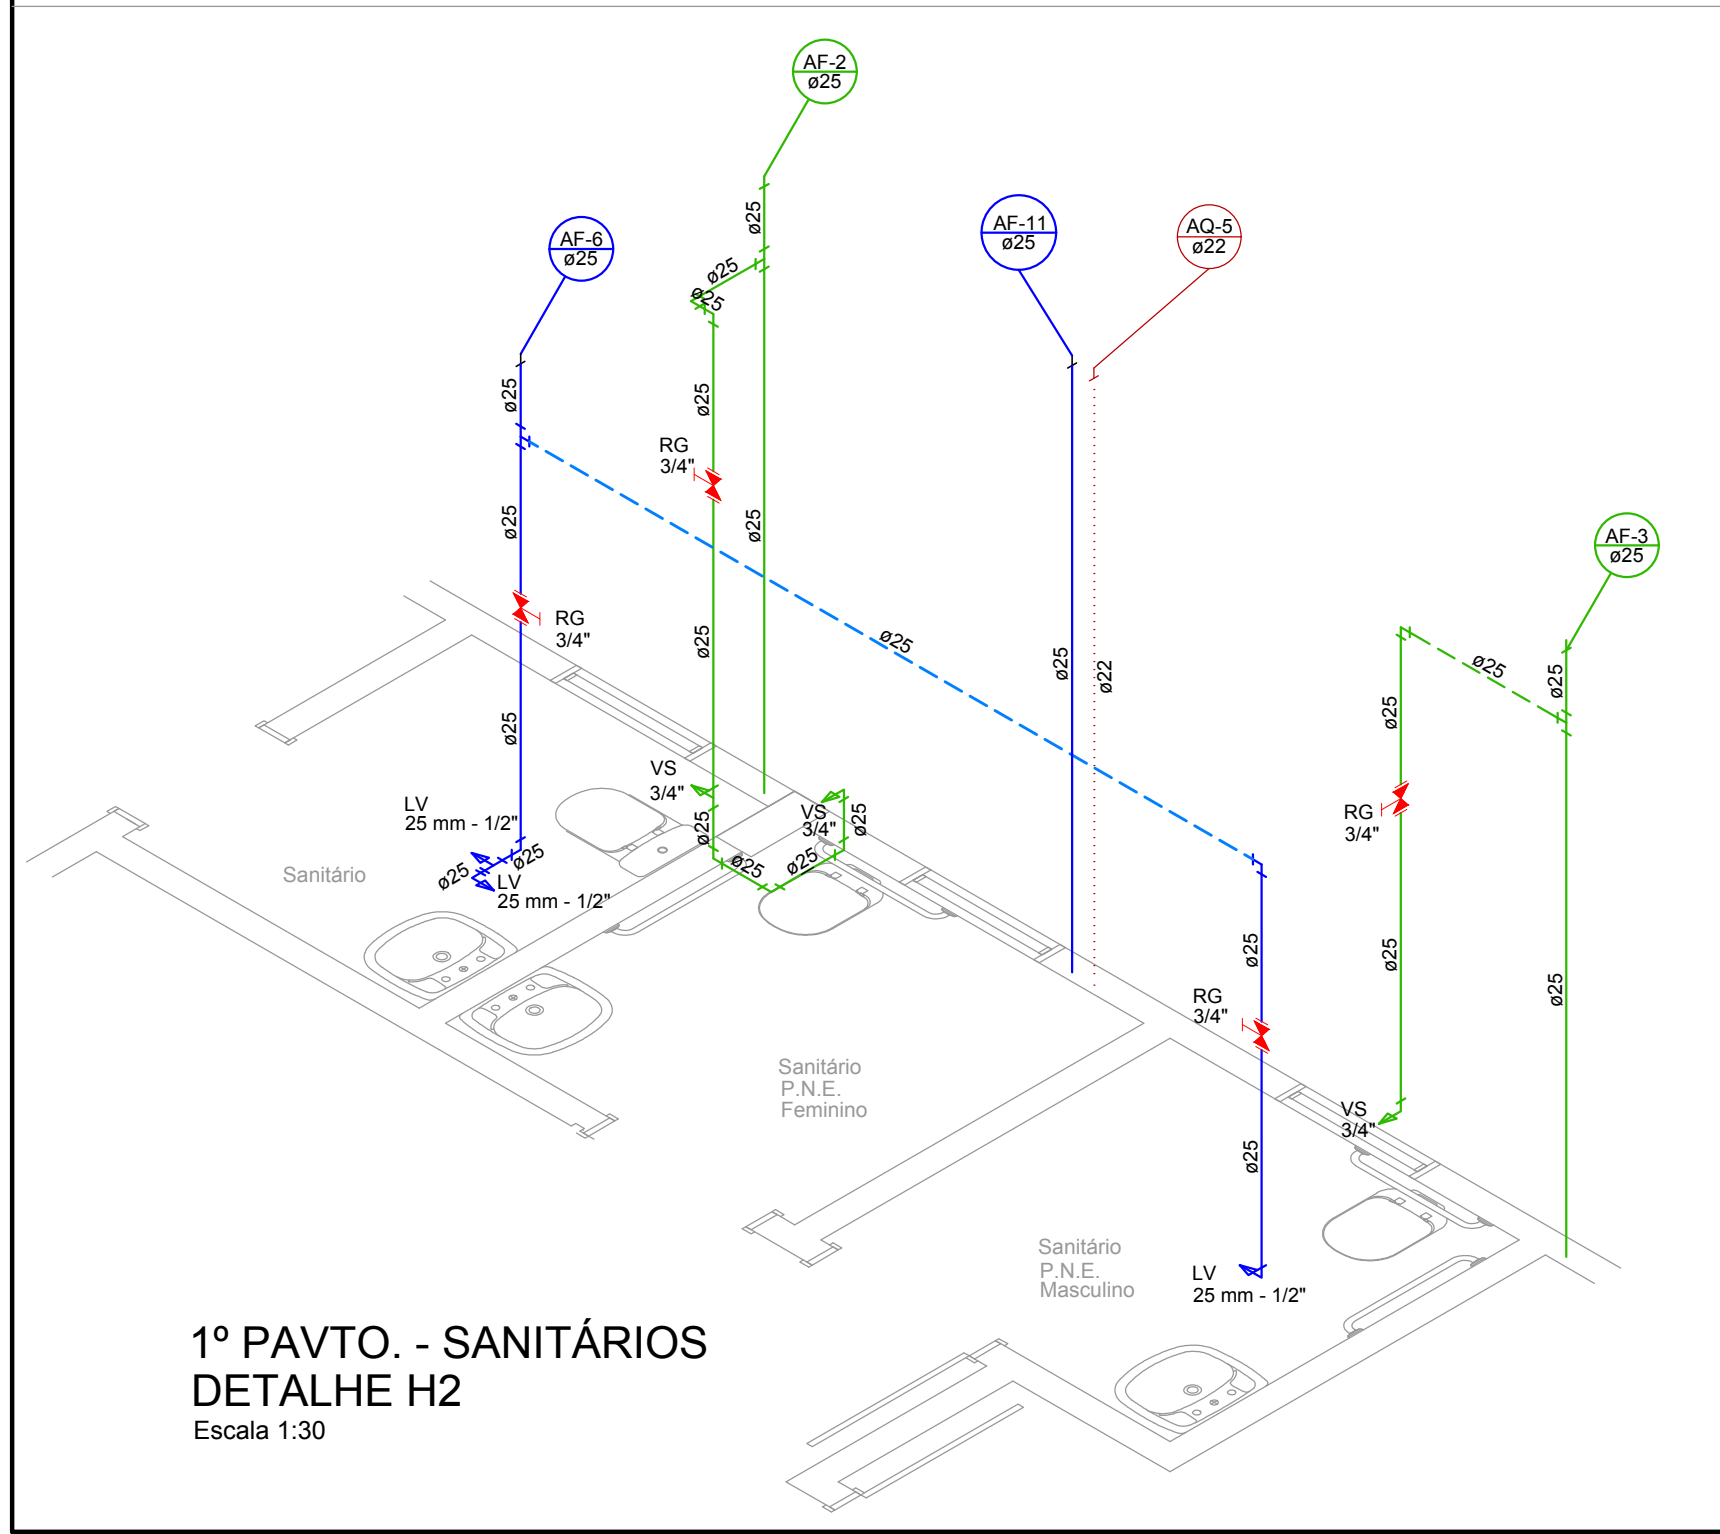 AF-2
ø25
AF-6
ø25
AF-11
ø25
AQ-5
ø22
ø25
ø25
ø25
ø25
ø25
RG
3/4"
ø25
ø25
AF-3
ø25
RG
3/4"
ø25
ø25
ø25
ø22
ø25
ø25
ø25
ø25
VS
3/4"
LV
25 mm - 1/2"
VS
3/4"
ø25
ø25
RG
3/4"
ø25
ø25
ø25
ø25
Sanitário
LV
25 mm - 1/2"
ø25
ø25
ø25
RG
3/4"
Sanitário
P.N.E.
Feminino
VS
3/4"
ø25
Sanitário
P.N.E.
Masculino
LV
25 mm - 1/2"
1º PAVTO. - SANITÁRIOS
DETALHE H2
Escala 1:30